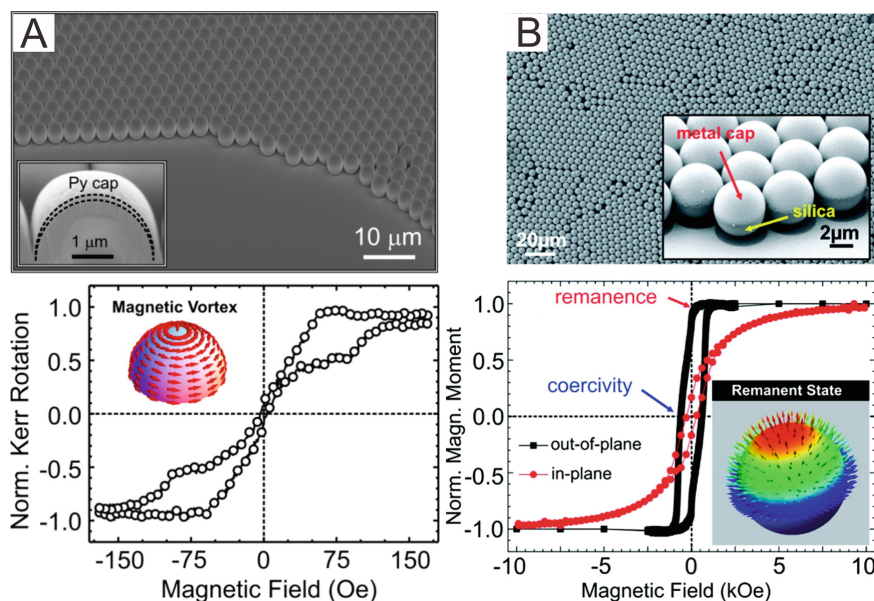 A
Py cap
1 μm
10 μm
B
metal cap
silica
20μm
2μm
Norm. Kerr Rotation
1.0
0.5
0.0
-0.5
-1.0
Magnetic Vortex
-150
-75
0
75
150
Magnetic Field (Oe)
Norm. Magn. Moment
1.0
0.5
0.0
-0.5
-1.0
remanence
coercivity
out-of-plane
in-plane
Remanent State
-10
-5
0
5
10
Magnetic Field (kOe)